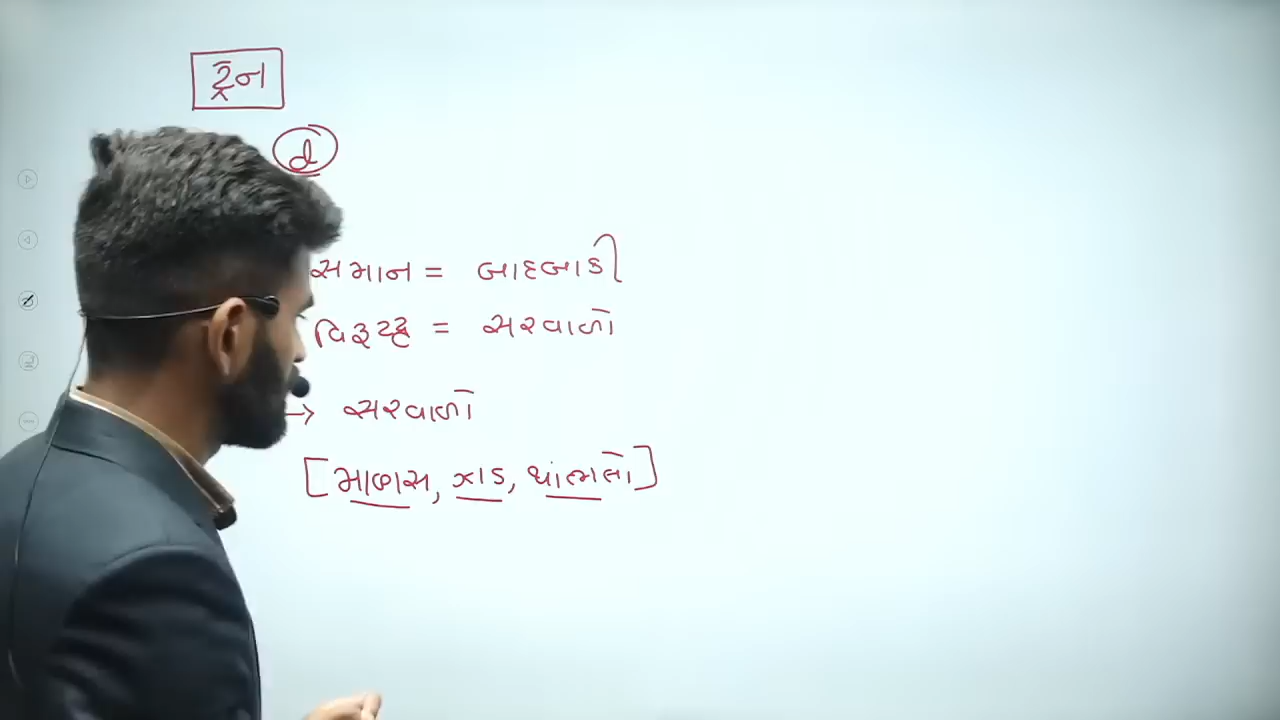 ટ્રેન
d
સમાન = બાદબાકી
વિરૂદ્ધ = સરવાળો
→ સરવાળો
[માણસ, ઝાડ, થાંભલો]